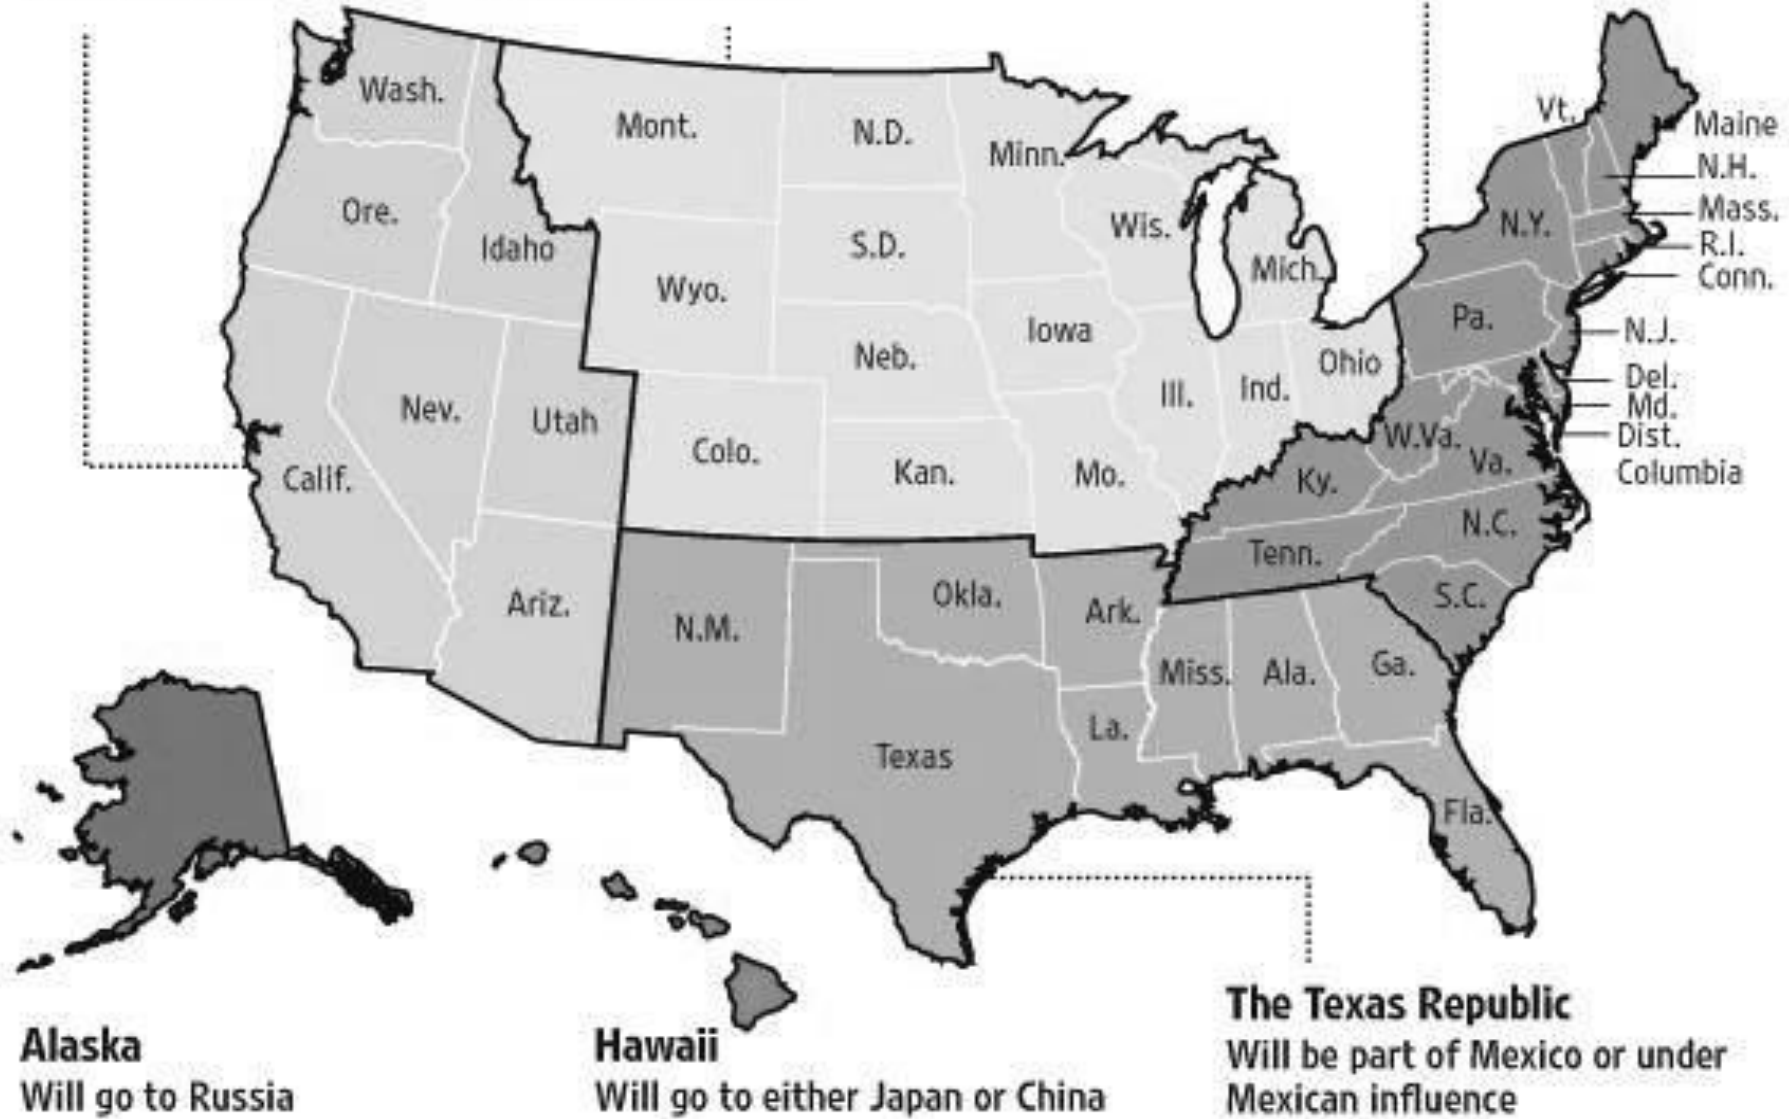 Wash.
Mont.
N.D.
Minn.
Vt.
Maine
N.H.
Mass.
R.I.
Conn.
Ore.
Idaho
S.D.
Wis.
Mich.
N.Y.
Wyo.
Iowa
Pa.
N.J.
Neb.
Ohio
Del.
Md.
Dist.
Columbia
Nev.
Utah
Ill.
Ind.
Calif.
Colo.
Kan.
Mo.
W.Va.
Va.
Ky.
N.C.
Tenn.
Ariz.
N.M.
Okla.
Ark.
S.C.
Miss.
Ala.
Ga.
La.
Texas
Fla.
Alaska
Will go to Russia
Hawaii
Will go to either Japan or China
The Texas Republic
Will be part of Mexico or under
Mexican influence